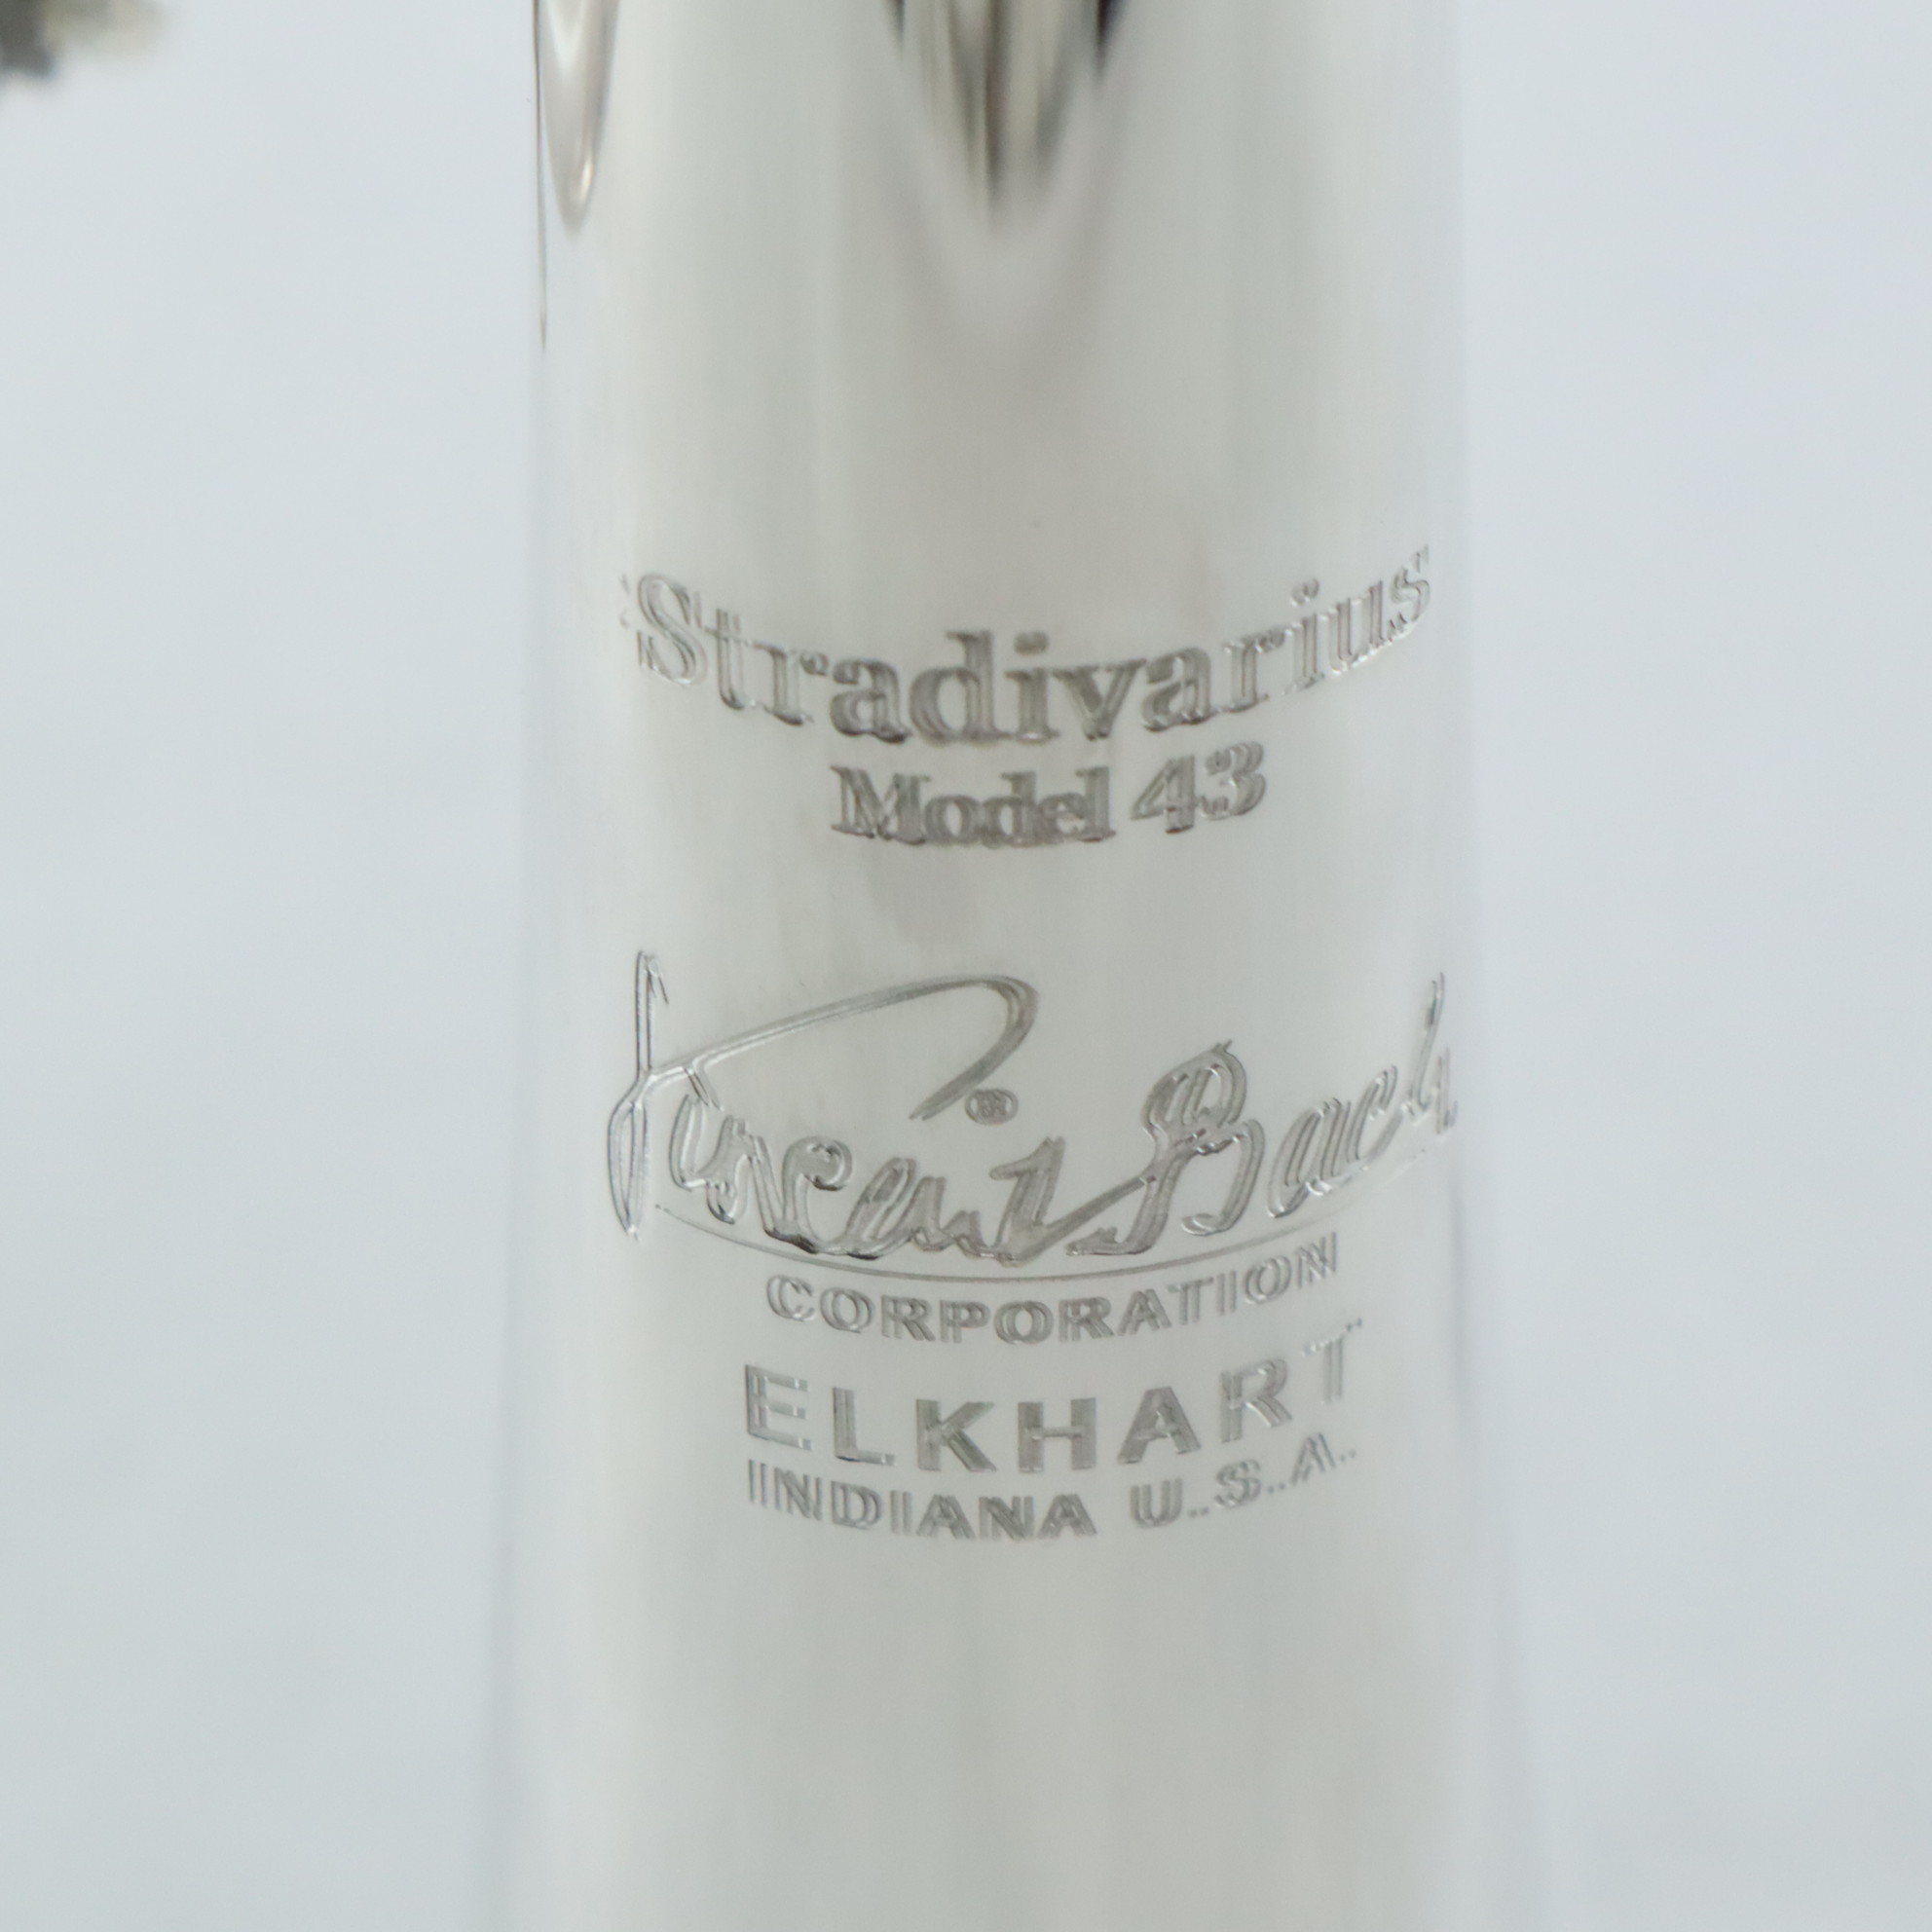 Stradivarius
Model 43
Vincent Bach
®
CORPORATION
ELKHART
INDIANA U.S.A.